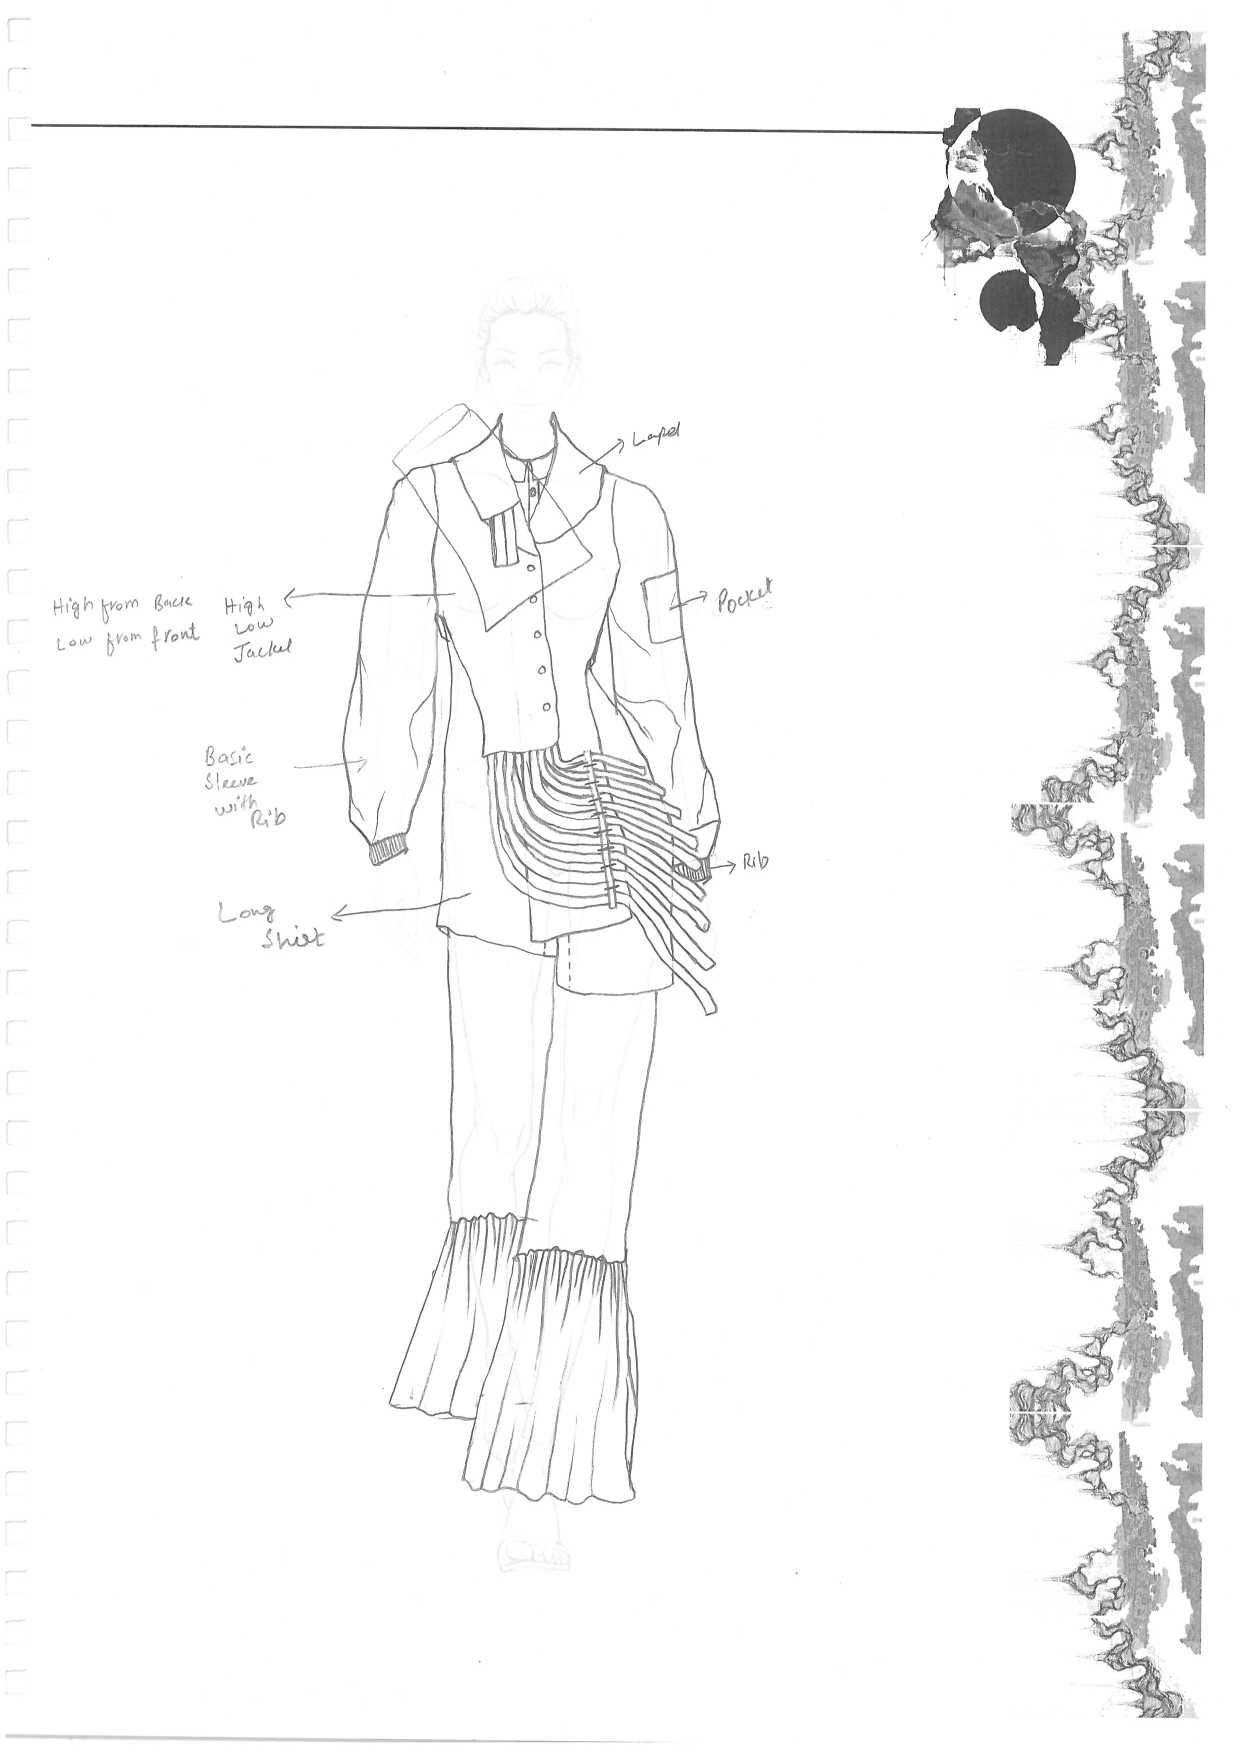 Lapel
Pocket
High from Back
Low from front
High
Low
Jacket
Basic
Sleeve
with
Rib
Rib
Long
Shirt